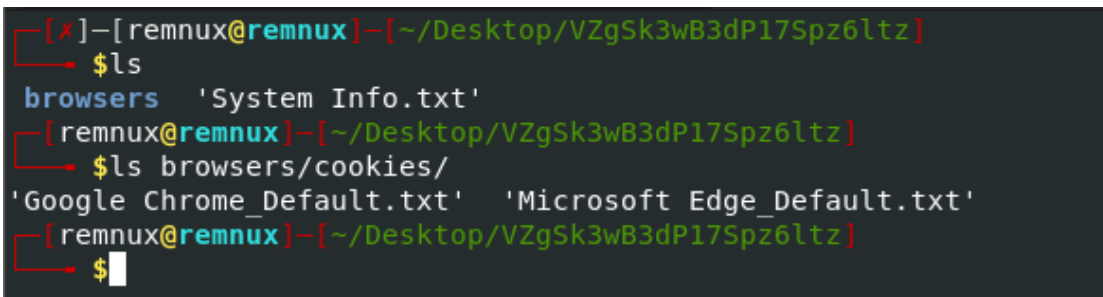 [✗]─[remnux@remnux]─[~/Desktop/VZgSk3wB3dP17Spz6ltz]
$ls
browsers 'System Info.txt'
[remnux@remnux]─[~/Desktop/VZgSk3wB3dP17Spz6ltz]
$ls browsers/cookies/
'Google Chrome_Default.txt' 'Microsoft Edge_Default.txt'
[remnux@remnux]─[~/Desktop/VZgSk3wB3dP17Spz6ltz]
$